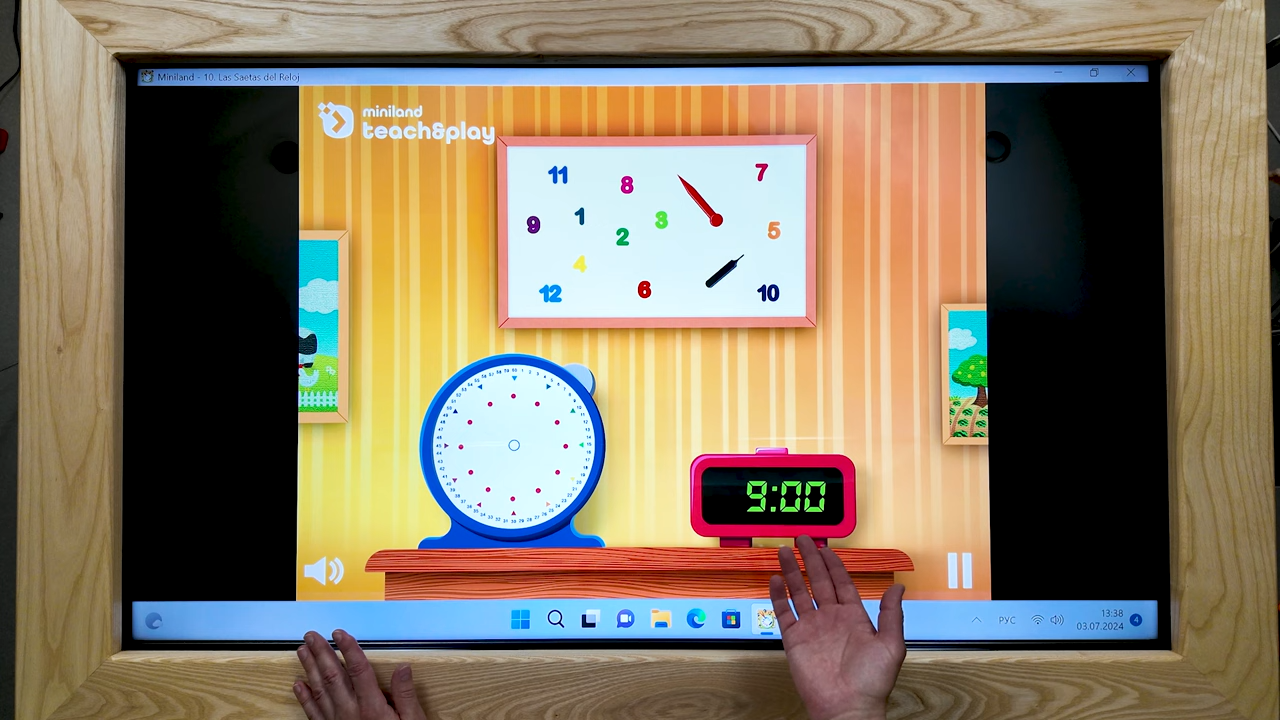 Miniland - 10. Las Saetas del Reloj
miniland
teach&play
11 8 7
9 1 2 3 5
4
12 6 10
9:00
РУС
13:38
03.07.2024
4